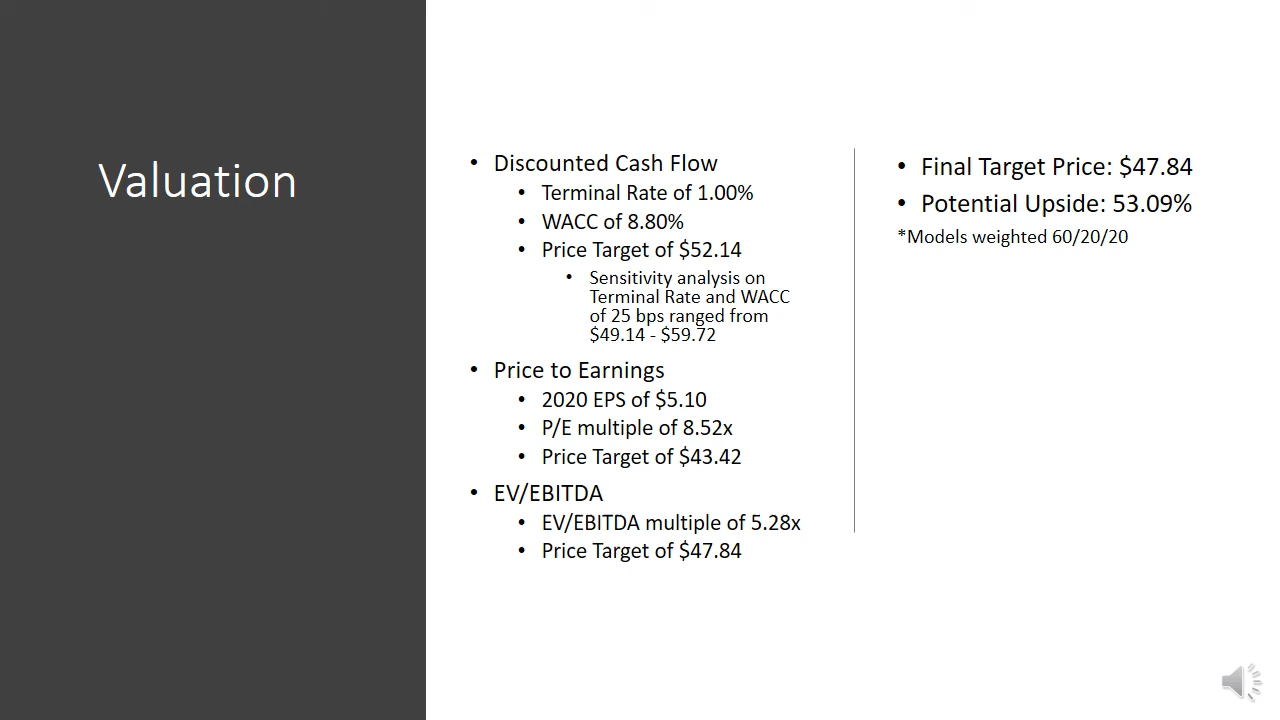 Valuation
• Discounted Cash Flow
• Terminal Rate of 1.00%
• WACC of 8.80%
• Price Target of $52.14
• Sensitivity analysis on
Terminal Rate and WACC
of 25 bps ranged from
$49.14 - $59.72
• Price to Earnings
• 2020 EPS of $5.10
• P/E multiple of 8.52x
• Price Target of $43.42
• EV/EBITDA
• EV/EBITDA multiple of 5.28x
• Price Target of $47.84
• Final Target Price: $47.84
• Potential Upside: 53.09%
*Models weighted 60/20/20